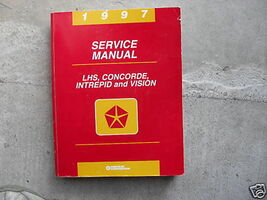 1997
SERVICE
MANUAL
LHS, CONCORDE,
INTREPID and VISION